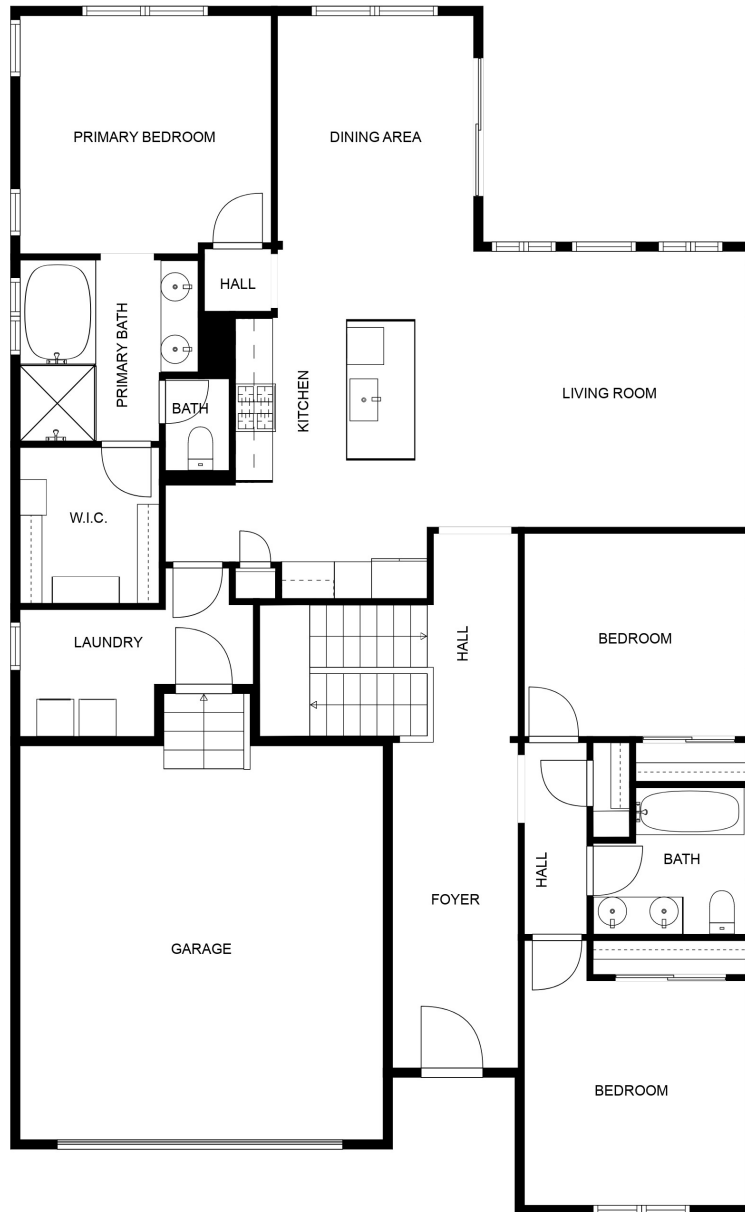 PRIMARY BEDROOM
DINING AREA
HALL
PRIMARY BATH
KITCHEN
LIVING ROOM
BATH
W.I.C.
LAUNDRY
HALL
BEDROOM
BATH
HALL
FOYER
GARAGE
BEDROOM